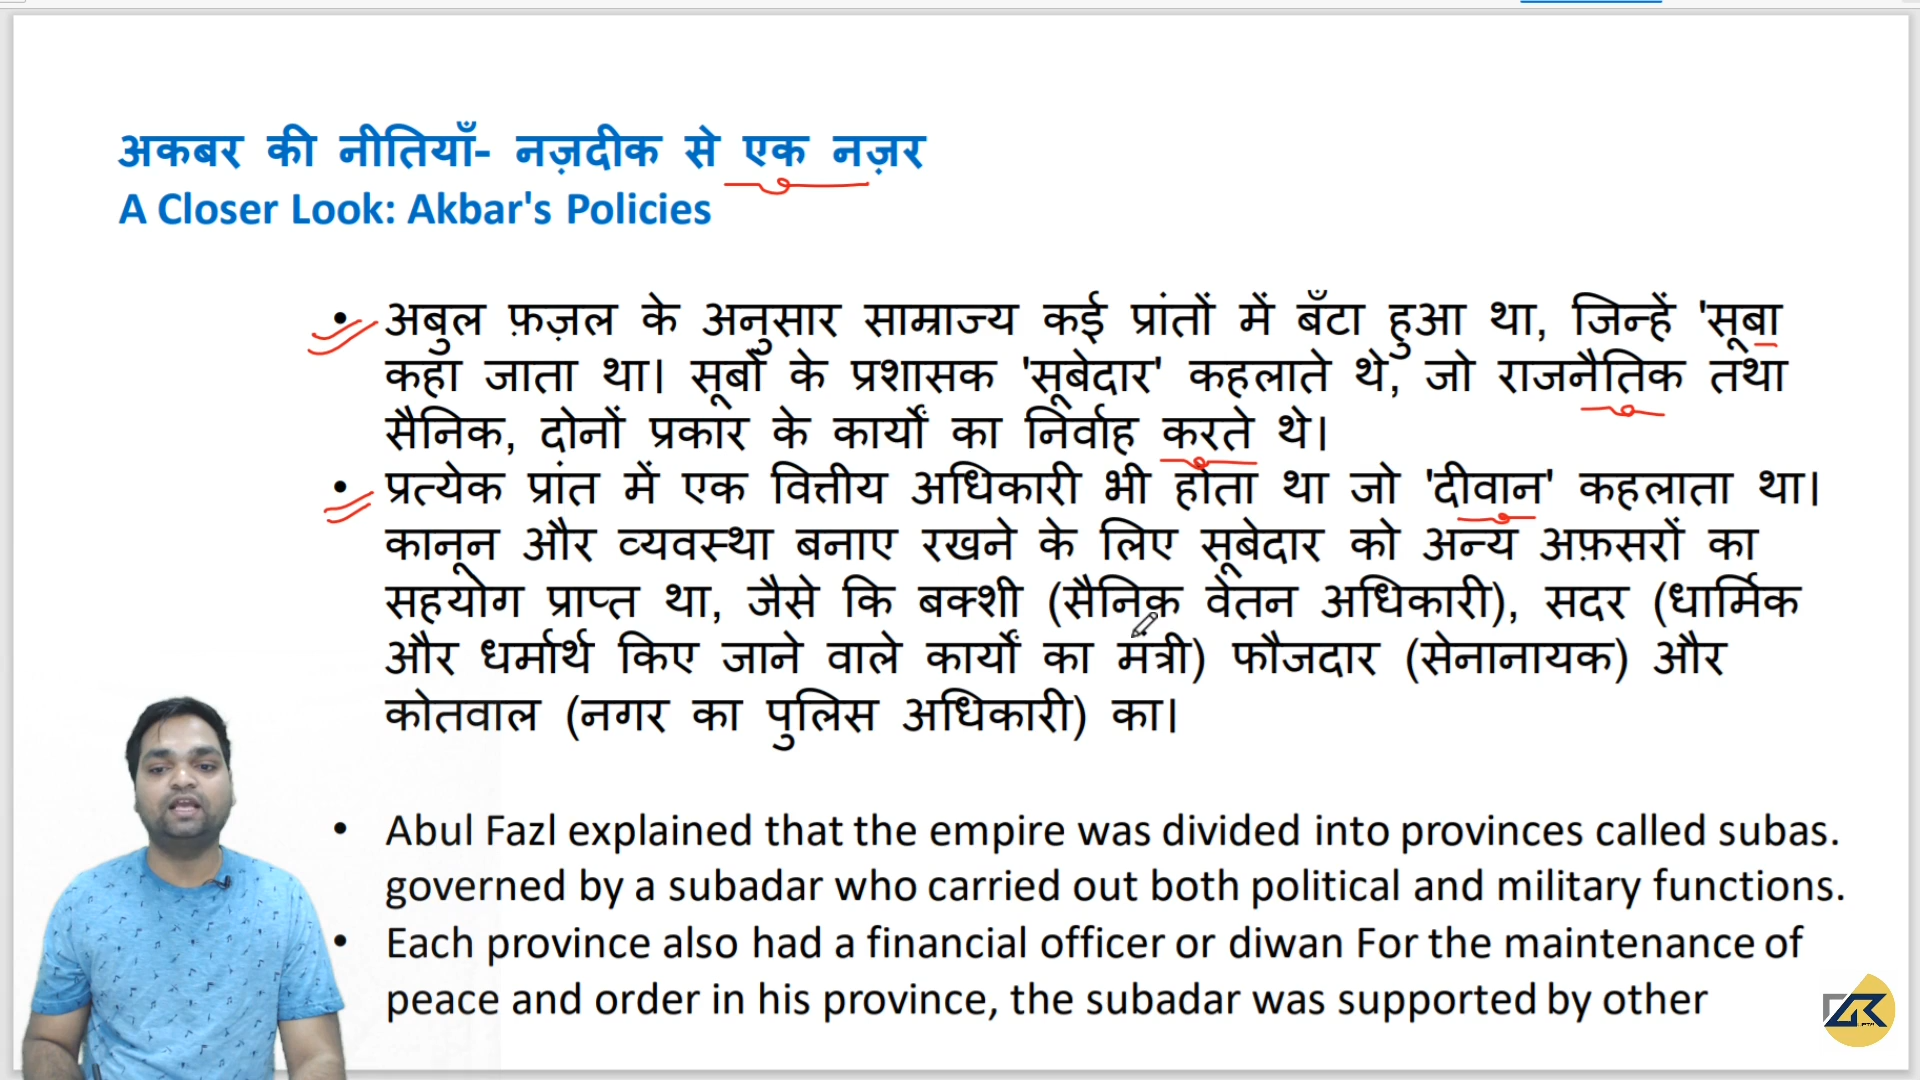 अकबर की नीतियाँ- नज़दीक से एक नज़र
A Closer Look: Akbar's Policies
• अबुल फ़ज़ल के अनुसार साम्राज्य कई प्रांतों में बँटा हुआ था, जिन्हें 'सूबा
कहा जाता था। सूबों के प्रशासक 'सूबेदार' कहलाते थे, जो राजनैतिक तथा
सैनिक, दोनों प्रकार के कार्यों का निर्वाह करते थे।
• प्रत्येक प्रांत में एक वित्तीय अधिकारी भी होता था जो 'दीवान' कहलाता था।
कानून और व्यवस्था बनाए रखने के लिए सूबेदार को अन्य अफ़सरों का
सहयोग प्राप्त था, जैसे कि बक्शी (सैनिक वेतन अधिकारी), सदर (धार्मिक
और धर्मार्थ किए जाने वाले कार्यों का मंत्री) फौजदार (सेनानायक) और
कोतवाल (नगर का पुलिस अधिकारी) का।
• Abul Fazl explained that the empire was divided into provinces called subas.
governed by a subadar who carried out both political and military functions.
• Each province also had a financial officer or diwan For the maintenance of
peace and order in his province, the subadar was supported by other